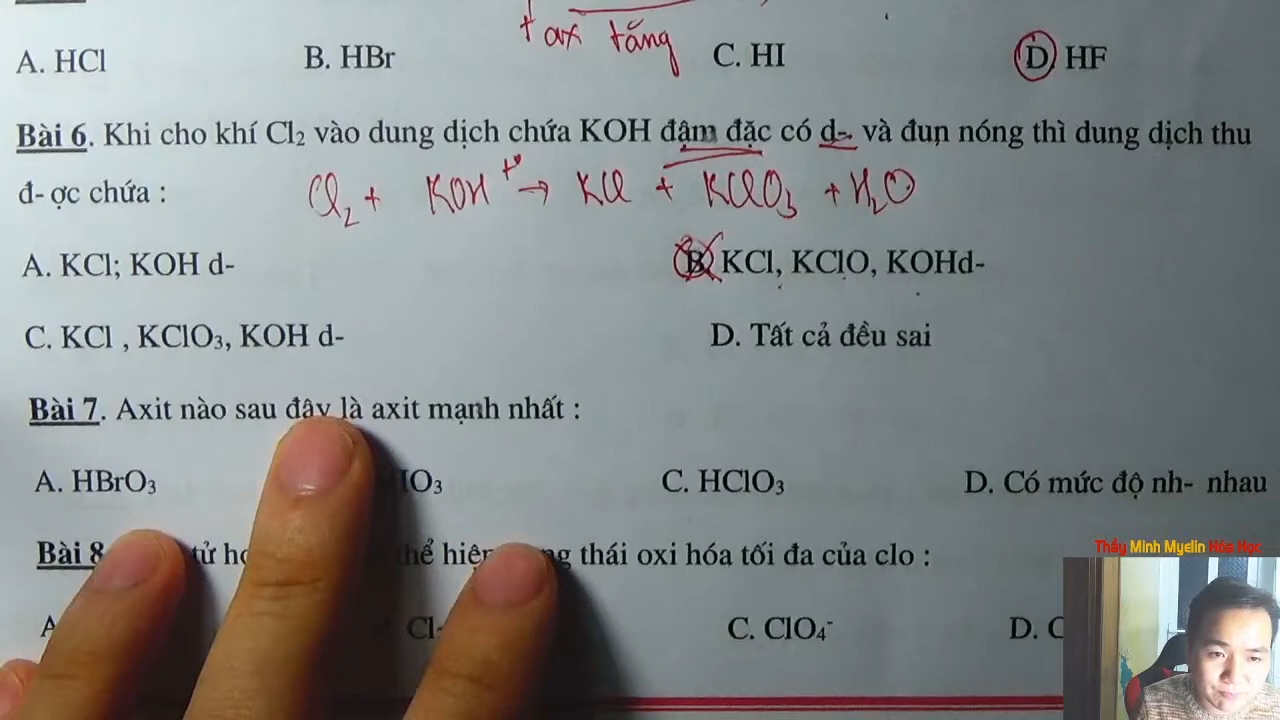 tax tăng
A. HCl B. HBr C. HI D. HF
Bài 6. Khi cho khí Cl₂ vào dung dịch chứa KOH đậm đặc có d-. và đun nóng thì dung dịch thu
đ- ợc chứa :
Cl₂ + KOH t° → KCl + KClO₃ + H₂O
A. KCl; KOH d- B. KCl, KClO, KOHd-
C. KCl , KClO₃, KOH d- D. Tất cả đều sai
Bài 7. Axit nào sau đây là axit mạnh nhất :
A. HBrO₃ IO₃ C. HClO₃ D. Có mức độ nh- nhau
Bài 8 tử thái oxi hóa tối đa của clo :
Cl- C. ClO₄⁻ D.
Thầy Minh Myelin Hóa Học